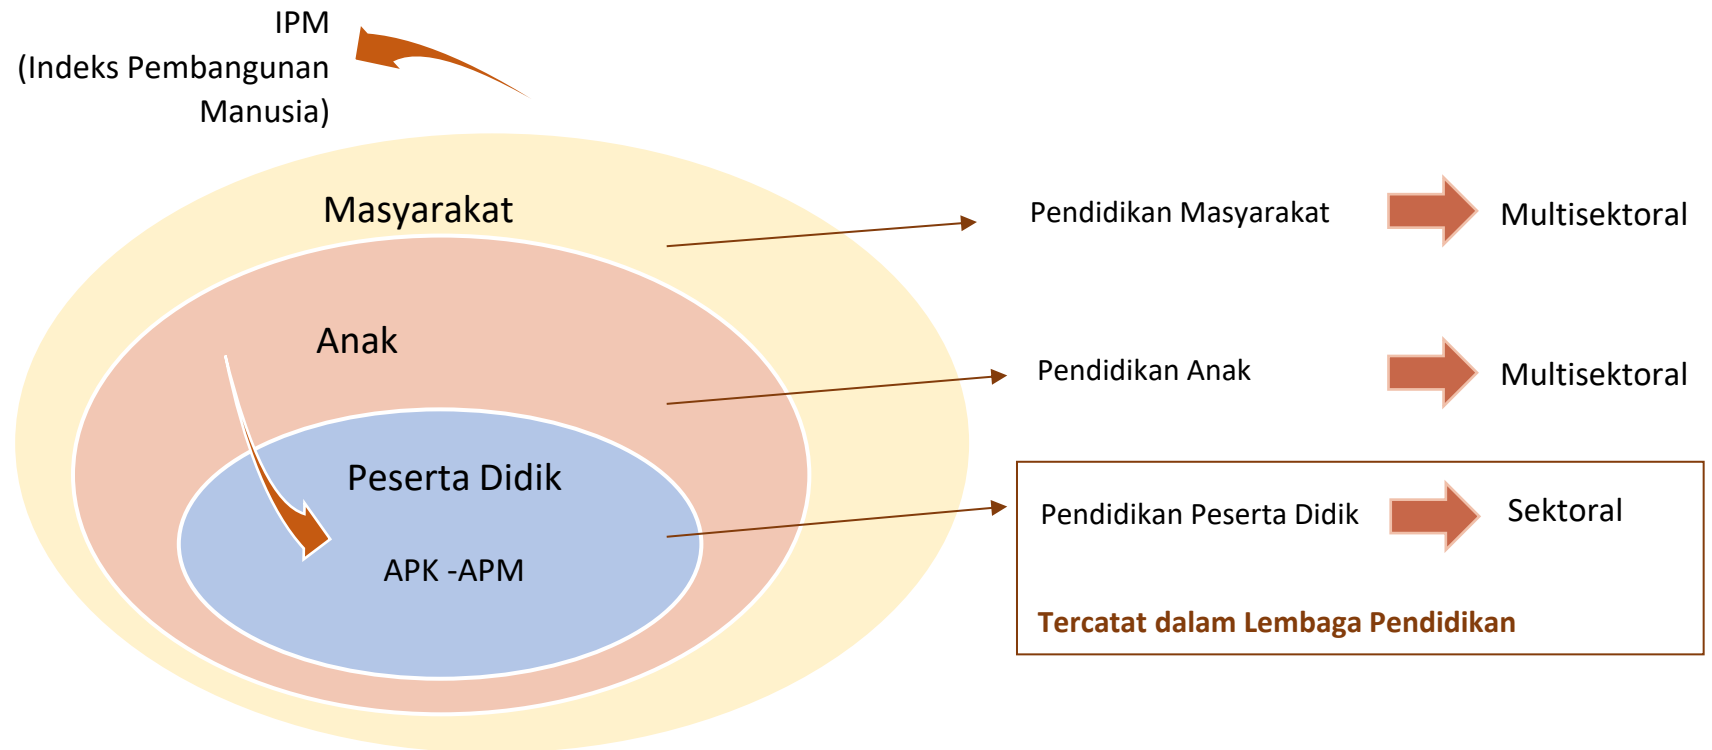 IPM
(Indeks Pembangunan
Manusia)
Masyarakat
Pendidikan Masyarakat
Multisektoral
Anak
Pendidikan Anak
Multisektoral
Peserta Didik
APK -APM
Pendidikan Peserta Didik
Sektoral
Tercatat dalam Lembaga Pendidikan